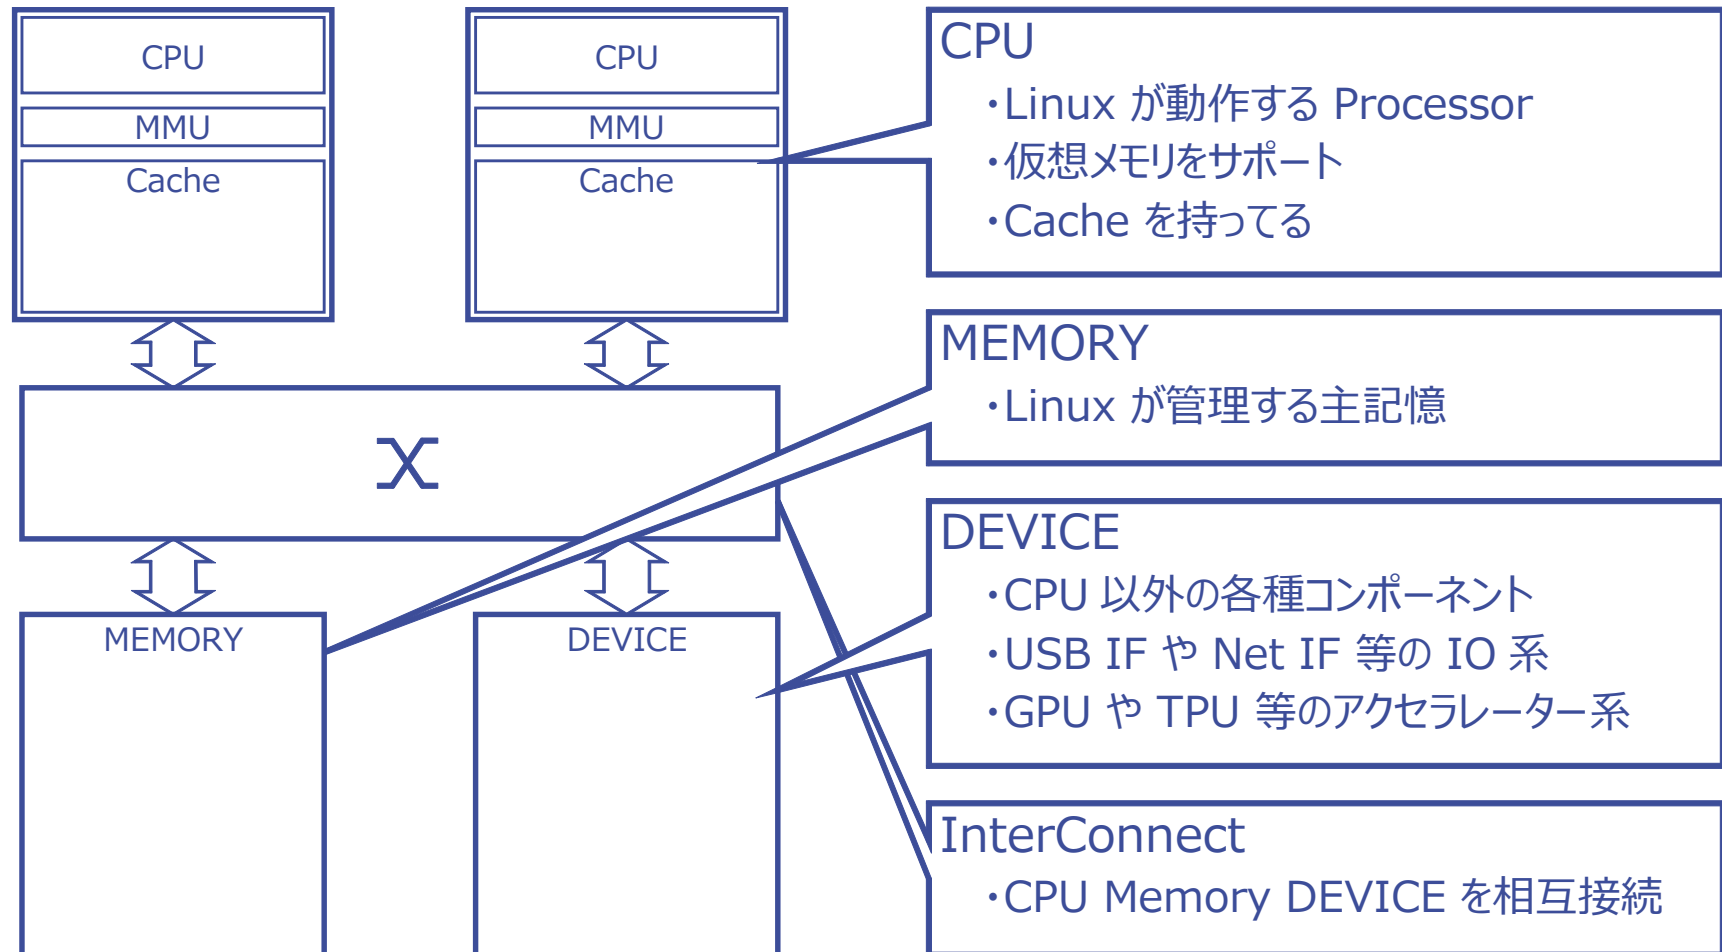 CPU
MMU
Cache
CPU
MMU
Cache
MEMORY
DEVICE
CPU
・Linux が動作する Processor
・仮想メモリをサポート
・Cache を持ってる
MEMORY
・Linux が管理する主記憶
DEVICE
・CPU 以外の各種コンポーネント
・USB IF や Net IF 等の IO 系
・GPU や TPU 等のアクセラレーター系
InterConnect
・CPU Memory DEVICE を相互接続